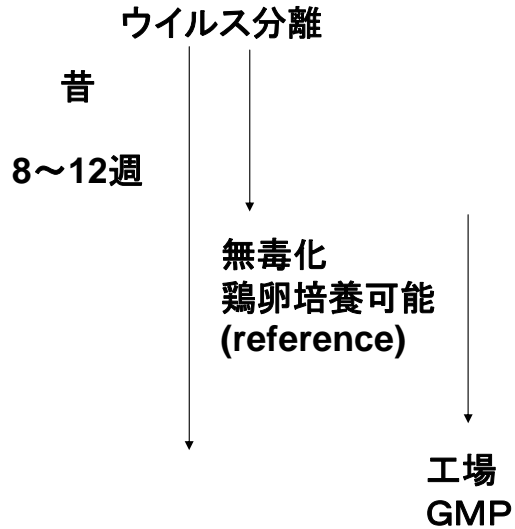 ウイルス分離
昔
8～12週
無毒化
鶏卵培養可能
(reference)
工場
ＧＭＰ